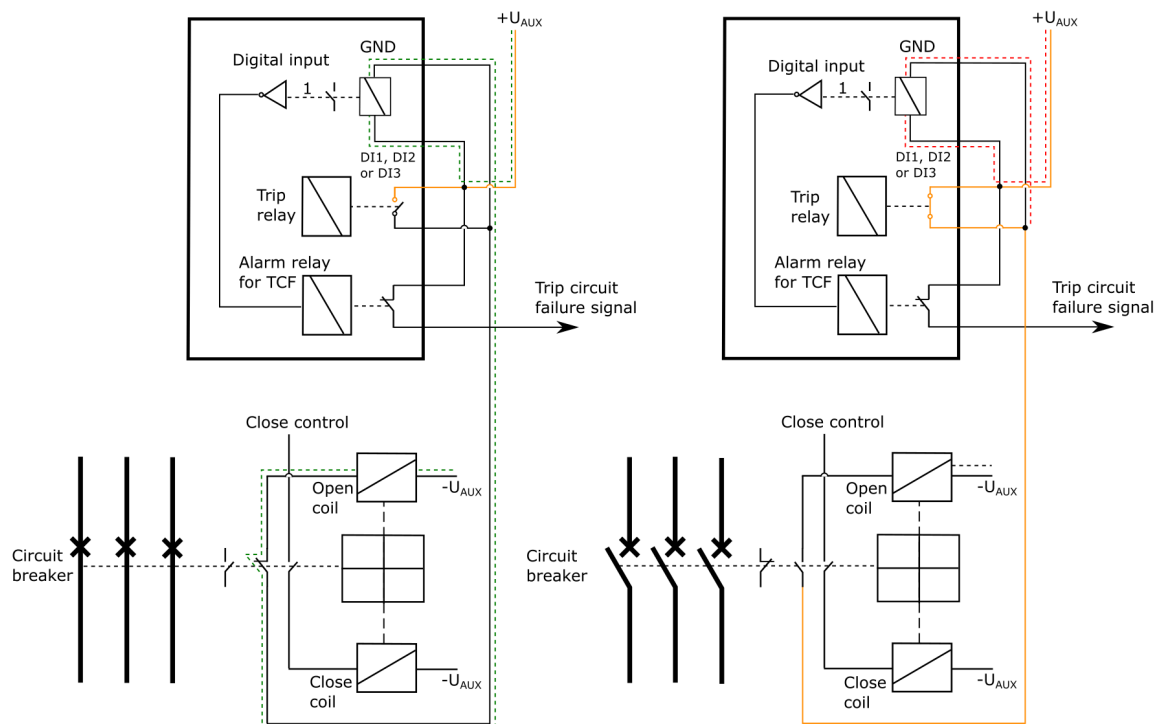 +UAUX
GND
Digital input
1
DI1, DI2
or DI3
Trip
relay
Alarm relay
for TCF
Trip circuit
failure signal
Close control
Open
coil
-UAUX
Circuit
breaker
Close
coil
-UAUX
+UAUX
GND
Digital input
1
DI1, DI2
or DI3
Trip
relay
Alarm relay
for TCF
Trip circuit
failure signal
Close control
Open
coil
-UAUX
Circuit
breaker
Close
coil
-UAUX